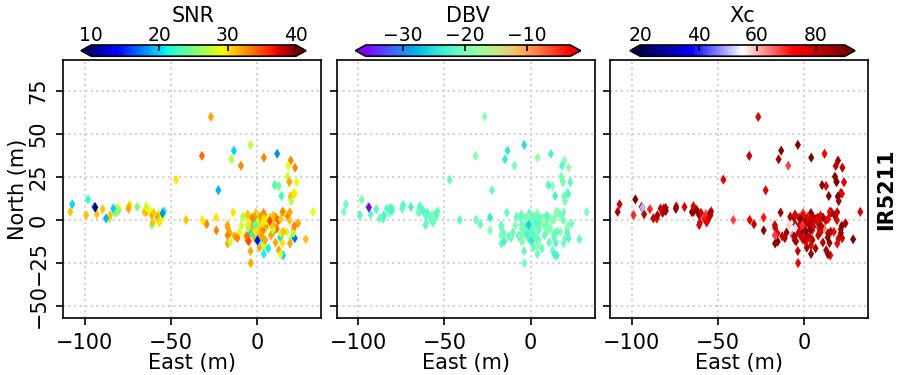 SNR DBV Xc
10 20 30 40 −30 −20 −10 20 40 60 80
75
50
25
0
−25
−50
North (m)
IR5211
−100 −50 0 −100 −50 0 −100 −50 0
East (m) East (m) East (m)